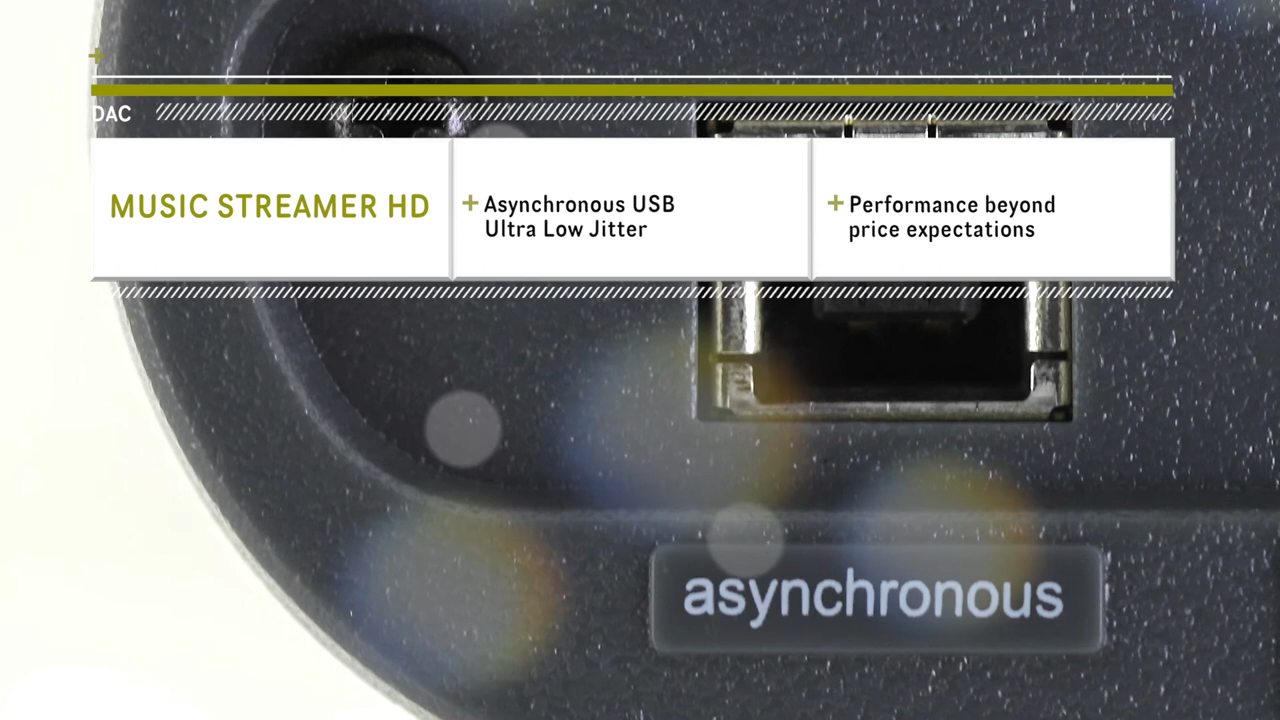 DAC
MUSIC STREAMER HD
+ Asynchronous USB
Ultra Low Jitter
+ Performance beyond
price expectations
asynchronous